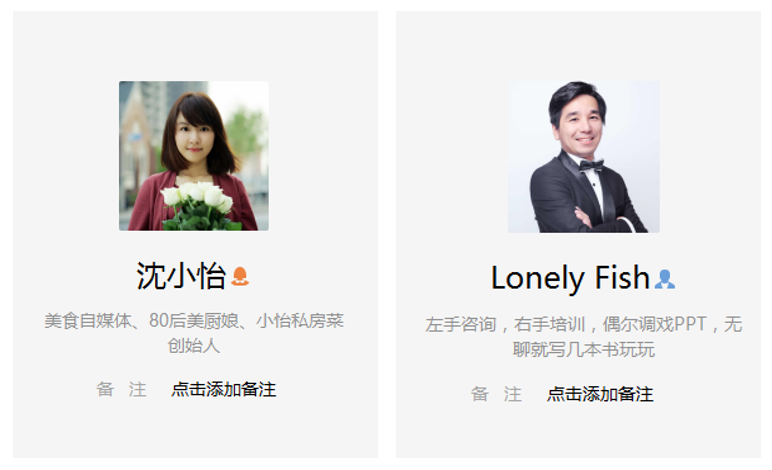 沈小怡
美食自媒体、80后美厨娘、小怡私房菜
创始人
备 注 点击添加备注
Lonely Fish
左手咨询，右手培训，偶尔调戏PPT，无
聊就写几本书玩玩
备 注 点击添加备注